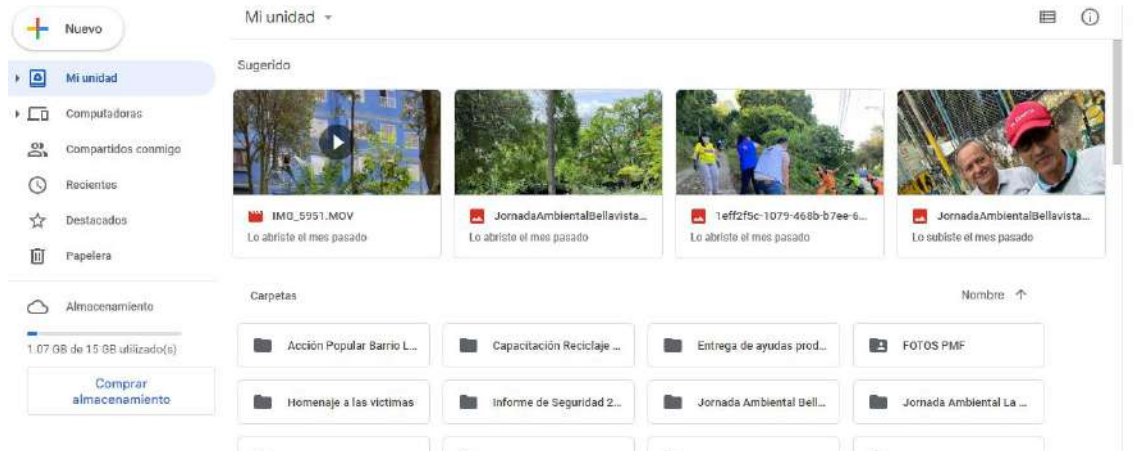 Nuevo
Mi unidad
Computadoras
Compartidos conmigo
Recientes
Destacados
Papelera
Almacenamiento
1.07 GB de 15 GB utilizado(s)
Comprar
almacenamiento
Mi unidad
Sugerido
IMG_5951.MOV
Lo abriste el mes pasado
JornadaAmbientalBellavista...
Lo abriste el mes pasado
1eff2f5c-1079-468b-b7ee-6...
Lo abriste el mes pasado
JornadaAmbientalBellavista...
Lo subiste el mes pasado
Carpetas
Nombre
Acción Popular Barrio L...
Capacitación Reciclaje ...
Entrega de ayudas prod...
FOTOS PMF
Homenaje a las victimas
Informe de Seguridad 2...
Jornada Ambiental Bell...
Jornada Ambiental La ...